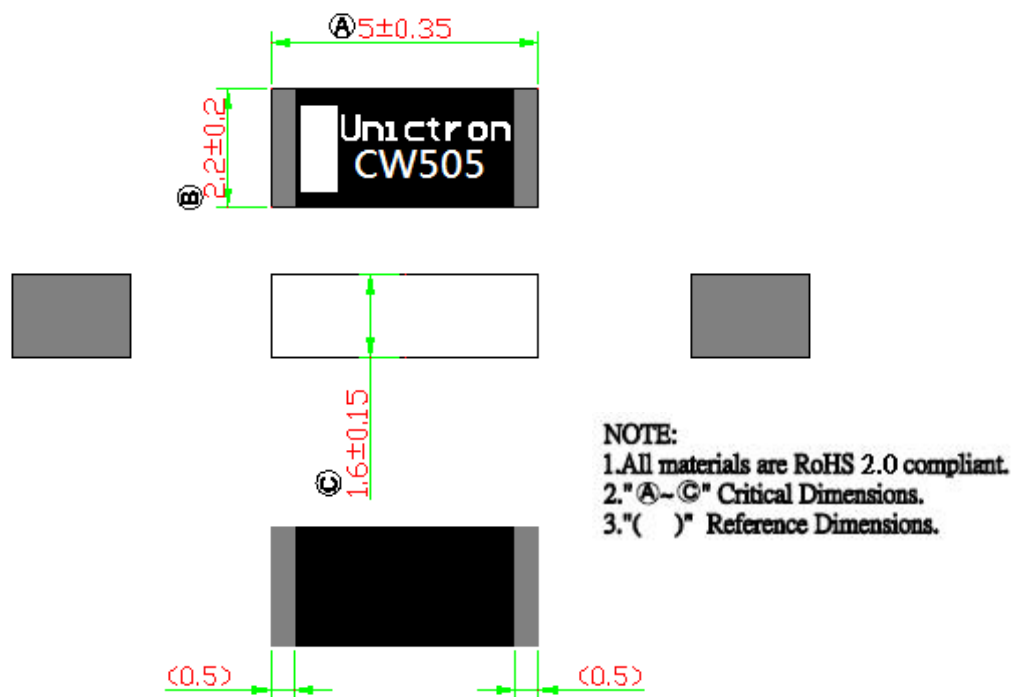 Ⓐ5±0.35
Ⓑ 2.2±0.2
Unictron
CW505
Ⓒ 1.6±0.15
NOTE:
1.All materials are RoHS 2.0 compliant.
2."Ⓐ~Ⓒ" Critical Dimensions.
3."( )" Reference Dimensions.
(0.5)
(0.5)